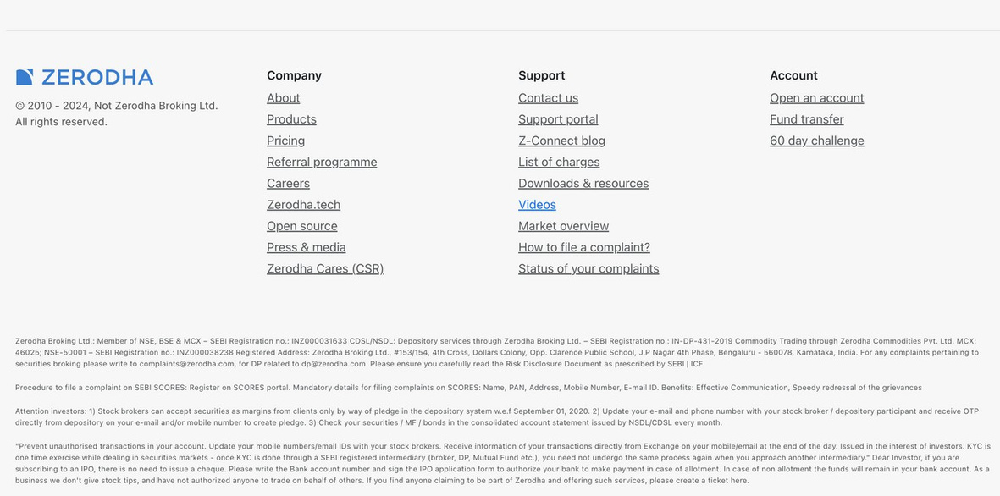 ZERODHA
© 2010 - 2024, Not Zerodha Broking Ltd.
All rights reserved.
Company
About
Products
Pricing
Referral programme
Careers
Zerodha.tech
Open source
Press & media
Zerodha Cares (CSR)
Support
Contact us
Support portal
Z-Connect blog
List of charges
Downloads & resources
Videos
Market overview
How to file a complaint?
Status of your complaints
Account
Open an account
Fund transfer
60 day challenge
Zerodha Broking Ltd.: Member of NSE, BSE & MCX – SEBI Registration no.: INZ000031633 CDSL/NSDL: Depository services through Zerodha Broking Ltd. – SEBI Registration no.: IN-DP-431-2019 Commodity Trading through Zerodha Commodities Pvt. Ltd. MCX:
46025; NSE-50001 – SEBI Registration no.: INZ000038238 Registered Address: Zerodha Broking Ltd., #153/154, 4th Cross, Dollars Colony, Opp. Clarence Public School, J.P Nagar 4th Phase, Bengaluru - 560078, Karnataka, India. For any complaints pertaining to
securities broking please write to complaints@zerodha.com, for DP related to dp@zerodha.com. Please ensure you carefully read the Risk Disclosure Document as prescribed by SEBI | ICF
Procedure to file a complaint on SEBI SCORES: Register on SCORES portal. Mandatory details for filing complaints on SCORES: Name, PAN, Address, Mobile Number, E-mail ID. Benefits: Effective Communication, Speedy redressal of the grievances
Attention investors: 1) Stock brokers can accept securities as margins from clients only by way of pledge in the depository system w.e.f September 01, 2020. 2) Update your e-mail and phone number with your stock broker / depository participant and receive OTP
directly from depository on your e-mail and/or mobile number to create pledge. 3) Check your securities / MF / bonds in the consolidated account statement issued by NSDL/CDSL every month.
"Prevent unauthorised transactions in your account. Update your mobile numbers/email IDs with your stock brokers. Receive information of your transactions directly from Exchange on your mobile/email at the end of the day. Issued in the interest of investors. KYC is
one time exercise while dealing in securities markets - once KYC is done through a SEBI registered intermediary (broker, DP, Mutual Fund etc.), you need not undergo the same process again when you approach another intermediary." Dear Investor, if you are
subscribing to an IPO, there is no need to issue a cheque. Please write the Bank account number and sign the IPO application form to authorize your bank to make payment in case of allotment. In case of non allotment the funds will remain in your bank account. As a
business we don't give stock tips, and have not authorized anyone to trade on behalf of others. If you find anyone claiming to be part of Zerodha and offering such services, please create a ticket here.